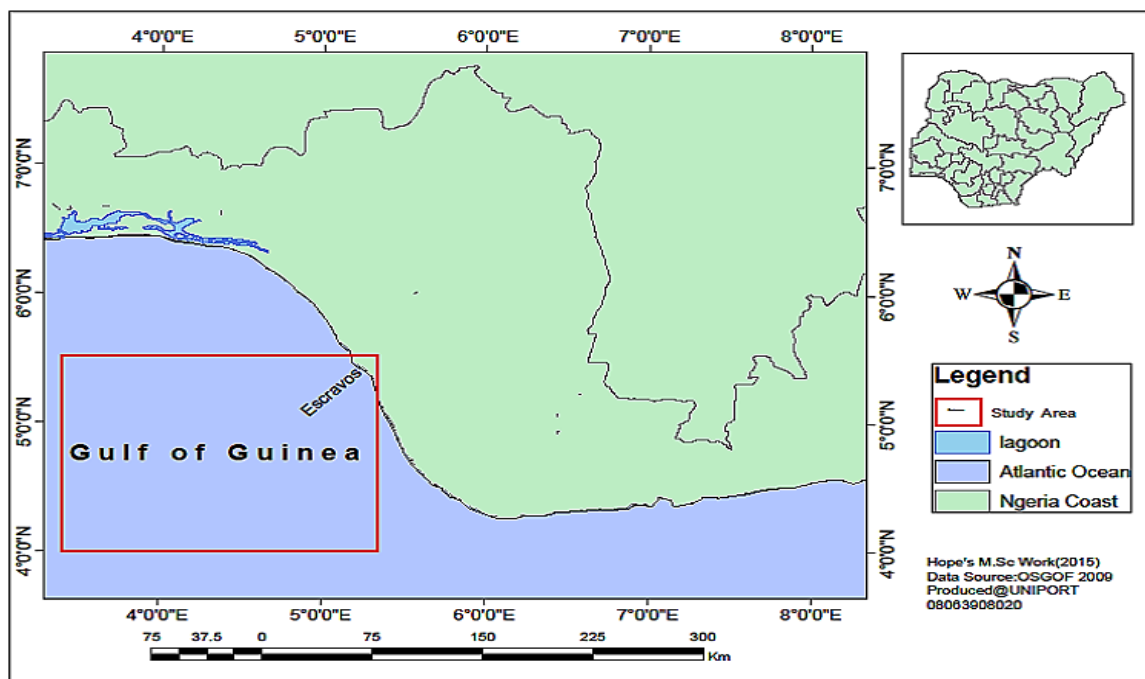 4°0'0"E 5°0'0"E 6°0'0"E 7°0'0"E 8°0'0"E
7°0'0"N
6°0'0"N
5°0'0"N
4°0'0"N
Escravos
Gulf of Guinea
7°0'0"N
6°0'0"N
5°0'0"N
4°0'0"N
4°0'0"E 5°0'0"E 6°0'0"E 7°0'0"E 8°0'0"E
75 37.5 0 75 150 225 300
Km
N
W E
S
Legend
Study Area
lagoon
Atlantic Ocean
Ngeria Coast
Hope's M.Sc Work(2015)
Data Source:OSGOF 2009
Produced@UNIPORT
08063908020